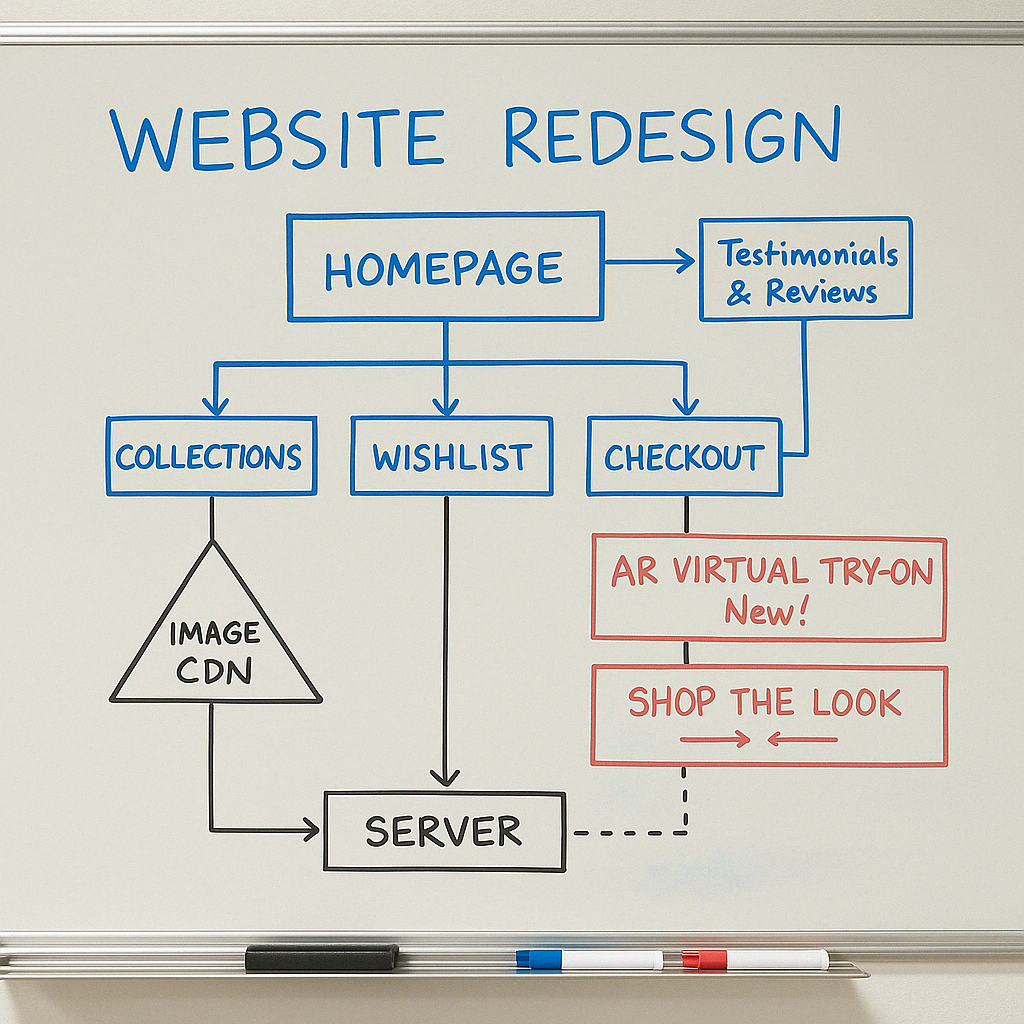 WEBSITE REDESIGN
HOMEPAGE
Testimonials
& Reviews
COLLECTIONS
WISHLIST
CHECKOUT
AR VIRTUAL TRY-ON
New!
IMAGE
CDN
SHOP THE LOOK
SERVER